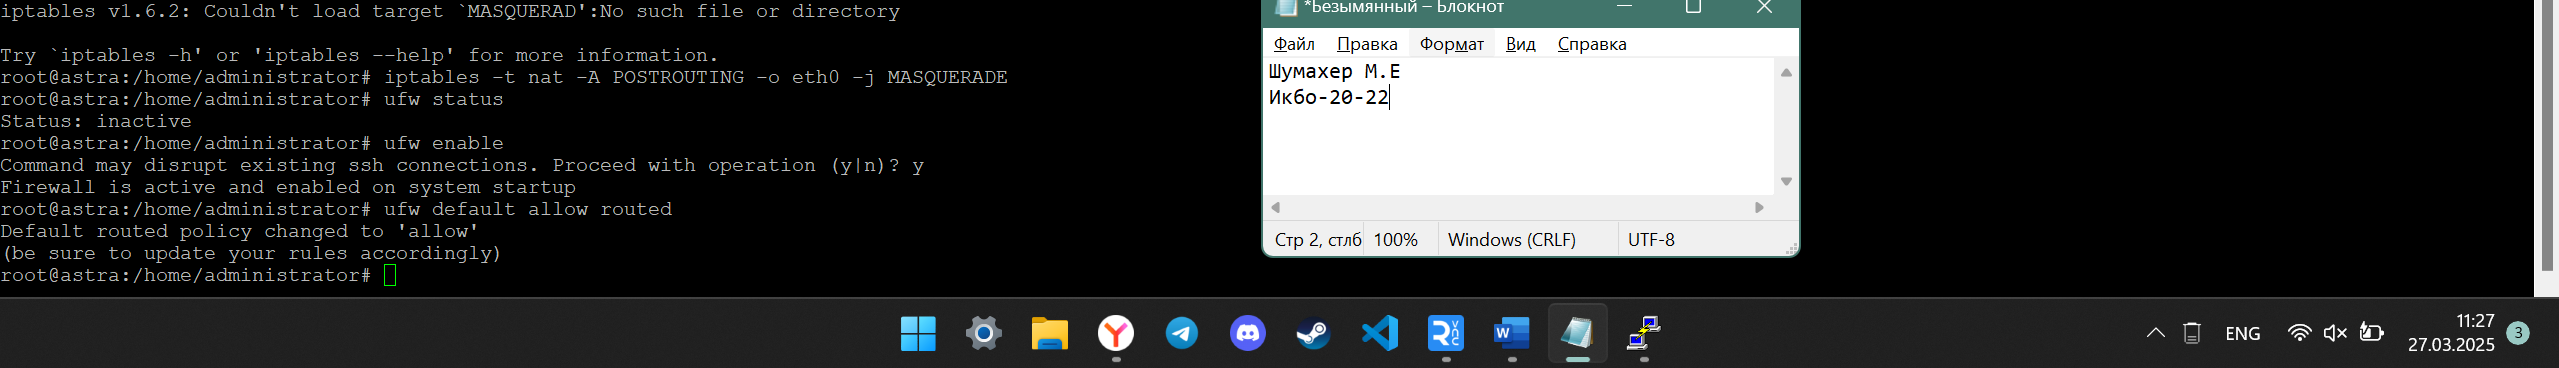 iptables v1.6.2: Couldn't load target `MASQUERAD':No such file or directory
Try `iptables -h' or 'iptables --help' for more information.
root@astra:/home/administrator# iptables -t nat -A POSTROUTING -o eth0 -j MASQUERADE
root@astra:/home/administrator# ufw status
Status: inactive
root@astra:/home/administrator# ufw enable
Command may disrupt existing ssh connections. Proceed with operation (y|n)? y
Firewall is active and enabled on system startup
root@astra:/home/administrator# ufw default allow routed
Default routed policy changed to 'allow'
(be sure to update your rules accordingly)
root@astra:/home/administrator#
*Безымянный – Блокнот
Файл Правка Формат Вид Справка
Шумахер М.Е
Икбо-20-22
Стр 2, стлб 100% Windows (CRLF) UTF-8
ENG
11:27
27.03.2025
3